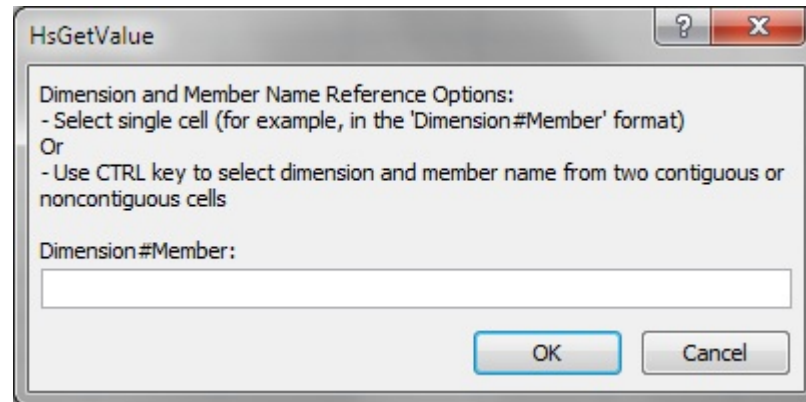 HsGetValue
?
X
Dimension and Member Name Reference Options:
- Select single cell (for example, in the 'Dimension#Member' format)
Or
- Use CTRL key to select dimension and member name from two contiguous or
noncontiguous cells
Dimension#Member:
OK
Cancel